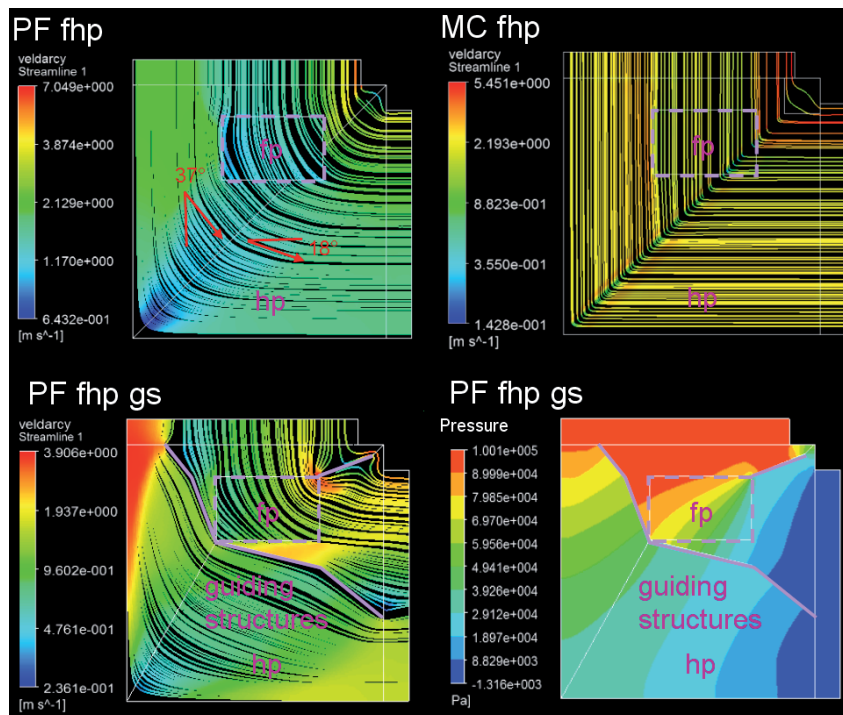 PF fhp
veldarcy
Streamline 1
7.049e+000
3.874e+000
2.129e+000
1.170e+000
6.432e-001
[m s^-1]
fp
37°
18°
hp
MC fhp
veldarcy
Streamline 1
5.451e+000
2.193e+000
8.823e-001
3.550e-001
1.428e-001
[m s^-1]
fp
hp
PF fhp gs
veldarcy
Streamline 1
3.906e+000
1.937e+000
9.602e-001
4.761e-001
2.361e-001
[m s^-1]
fp
guiding
structures
hp
PF fhp gs
Pressure
1.001e+005
8.999e+004
7.985e+004
6.970e+004
5.956e+004
4.941e+004
3.926e+004
2.912e+004
1.897e+004
8.829e+003
-1.316e+003
Pa]
fp
guiding
structures
hp